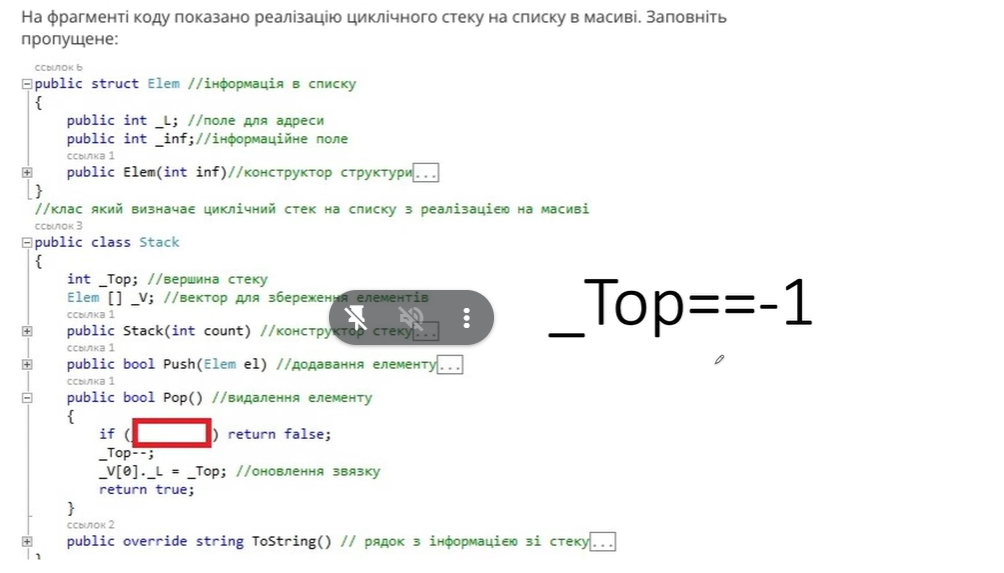 На фрагменті коду показано реалізацію циклічного стеку на списку в масиві. Заповніть
пропущене:
ссылок 6
public struct Elem //інформація в списку
{
public int _L; //поле для адреси
public int _inf;//інформаційне поле
ссылка 1
public Elem(int inf)//конструктор структури...
}
//клас який визначає циклічний стек на списку з реалізацією на масиві
ссылок 3
public class Stack
{
int _Top; //вершина стеку
Elem [] _V; //вектор для збереження елементів
ссылка 1
public Stack(int count) //конструктор стеку...
ссылка 1
public bool Push(Elem el) //додавання елементу...
ссылка 1
public bool Pop() //видалення елементу
{
if ( ) return false;
_Top--;
_V[0]._L = _Top; //оновлення звязку
return true;
}
ссылок 2
public override string ToString() // рядок з інформацією зі стеку...
}
_Top==-1